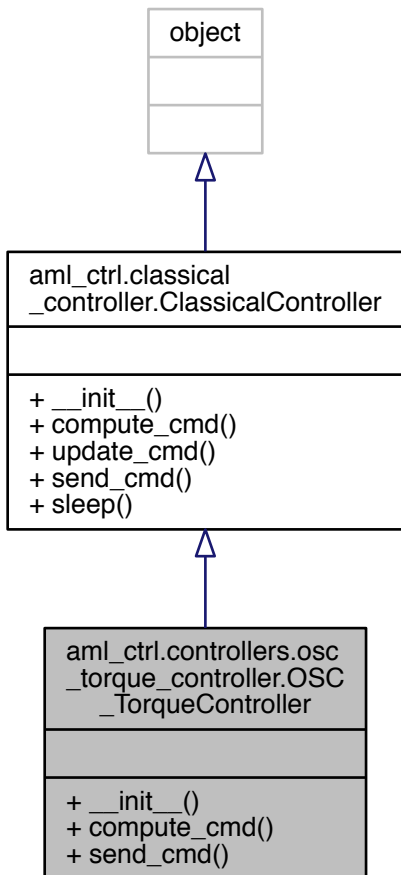 object
aml_ctrl.classical
_controller.ClassicalController
+ __init__()
+ compute_cmd()
+ update_cmd()
+ send_cmd()
+ sleep()
aml_ctrl.controllers.osc
_torque_controller.OSC
_TorqueController
+ __init__()
+ compute_cmd()
+ send_cmd()